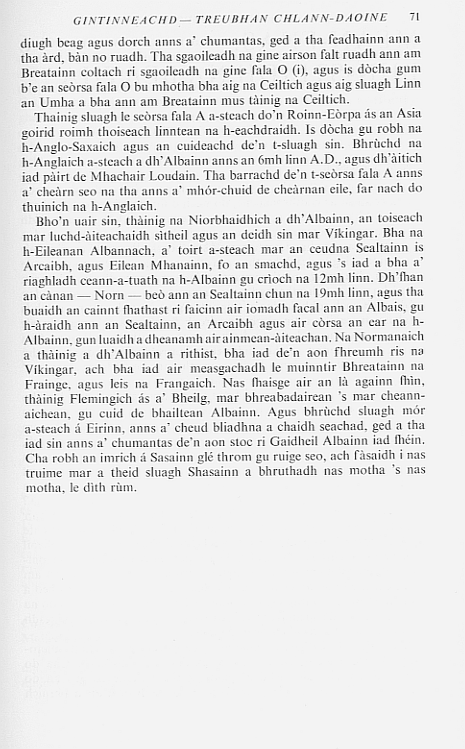 GINTINNEACHD — TREUBHAN CHLANN-DAOINE 71
diugh beag agus dorch anns a' chumantas, ged a tha feadhainn ann a
tha àrd, bàn no ruadh. Tha sgaoileadh na gine airson falt ruadh ann am
Breatainn coltach ri sgaoileadh na gine fala O (i), agus is dòcha gum
b'e an seòrsa fala O bu mhotha bha aig na Ceiltich agus aig sluagh Linn
an Umha a bha ann am Breatainn mus tàinig na Ceiltich.
Thainig sluagh le seòrsa fala A a-steach do'n Roinn-Eòrpa ás an Asia
goirid roimh thoiseach linntean na h-eachdraidh. Is dòcha gu robh na
h-Anglo-Saxaich agus an cuideachd de'n t-sluagh sin. Bhrùchd na
h-Anglaich a-steach a dh'Albainn anns an 6mh linn A.D., agus dh'àitich
iad pàirt de Mhachair Loudain. Tha barrachd de'n t-seòrsa fala A anns
a' cheàrn seo na tha anns a' mhór-chuid de cheàrnan eile, far nach do
thuinich na h-Anglaich.
Bho'n uair sin, thàinig na Niorbhaidhich a dh'Albainn, an toiseach
mar luchd-àiteachaidh sìtheil agus an deidh sin mar Vikingar. Bha na
h-Eileanan Albannach, a' toirt a-steach mar an ceudna Sealtainn is
Arcaibh, agus Eilean Mhanainn, fo an smachd, agus 's iad a bha a'
riaghladh ceann-a-tuath na h-Albainn gu crìoch na 12mh linn. Dh'fhan
an cànan — Norn — beò ann an Sealtainn chun na 19mh linn, agus tha
buaidh an cainnt fhathast ri faicinn air iomadh facal ann an Albais, gu
h-àraidh ann an Sealtainn, an Arcaibh agus air còrsa an ear na h-
Albainn, gun luaidh a dheanamh air ainmean-àiteachan. Na Normanaich
a thàinig a dh'Albainn a rithist, bha iad de'n aon fhreumh ris na
Vikingar, ach bha iad air measgachadh le muinntir Bhreatainn na
Frainge, agus leis na Frangaich. Nas fhaisge air an là againn fhìn,
thàinig Flemingich ás a' Bheilg, mar bhreabadairean 's mar cheann-
aichean, gu cuid de bhailtean Albainn. Agus bhrùchd sluagh mór
a-steach á Eirinn, anns a' cheud bliadhna a chaidh seachad, ged a tha
iad sin anns a' chumantas de'n aon stoc ri Gaidheil Albainn iad fhéin.
Cha robh an imrich á Sasainn glé throm gu ruige seo, ach fàsaidh i nas
truime mar a theid sluagh Shasainn a bhruthadh nas motha 's nas
motha, le dìth rùm.